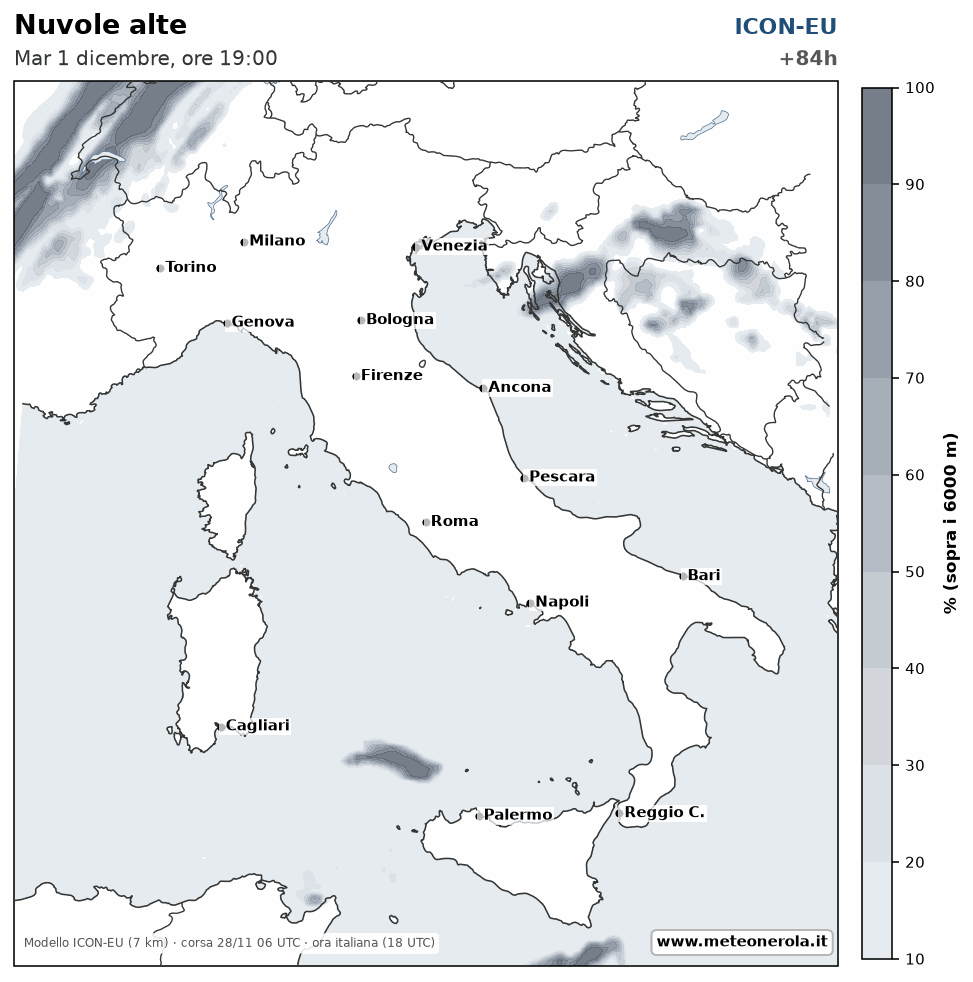 Nuvole alte
ICON-EU
Mar 1 dicembre, ore 19:00
+84h
100
90
80
70
60
50
40
30
20
10
% (sopra i 6000 m)
Milano
Venezia
Torino
Genova
Bologna
Firenze
Ancona
Pescara
Roma
Bari
Napoli
Cagliari
Palermo
Reggio C.
Modello ICON-EU (7 km) · corsa 28/11 06 UTC · ora italiana (18 UTC)
www.meteonerola.it